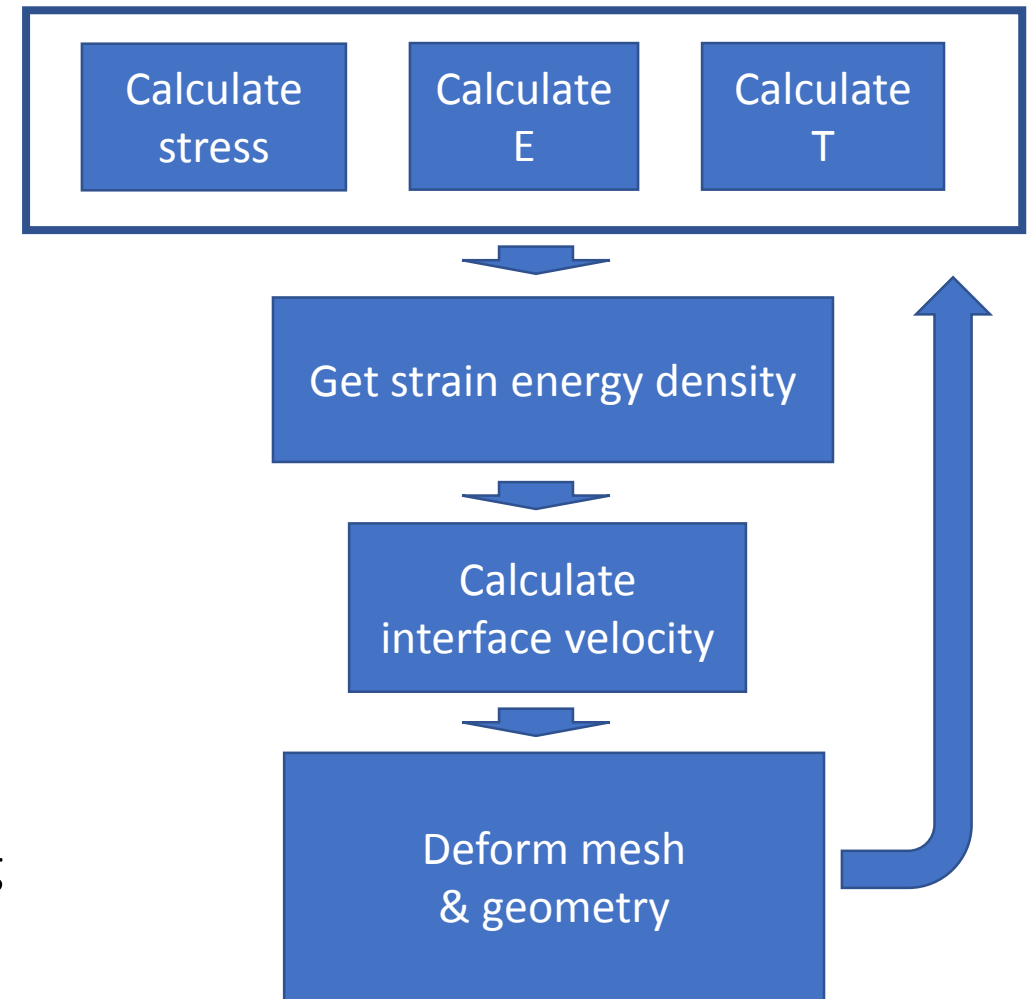 Calculate
stress
Calculate
E
Calculate
T
Get strain energy density
Calculate
interface velocity
Deform mesh
& geometry